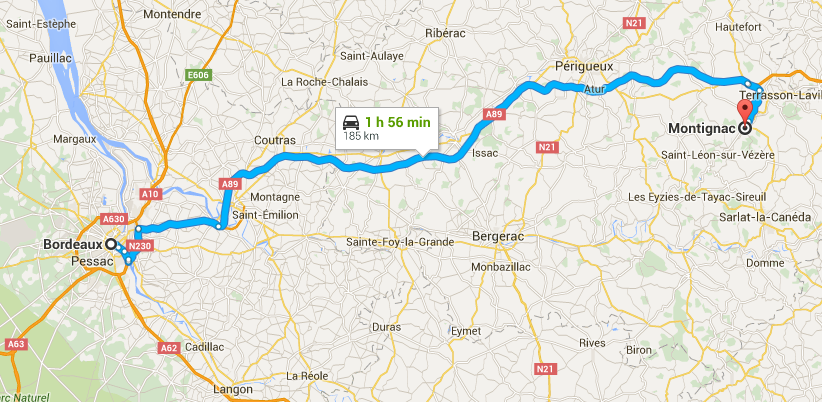 Saint-Estèphe
Montendre
N21
Hautefort
Pauillac
Saint-Aulaye
Ribérac
E606
La Roche-Chalais
Périgueux
Atur
Terrasson-Lavil
1 h 56 min
185 km
A89
Margaux
Coutras
Montignac
Issac
N21
Saint-Léon-sur-Vézère
A89
A10
Montagne
Les Eyzies-de-Tayac-Sireuil
A630
Saint-Émilion
Sarlat-la-Canéda
Bordeaux
N230
Sainte-Foy-la-Grande
Bergerac
Pessac
Monbazillac
Domme
Duras
Eymet
A63
A62
Cadillac
Rives
Biron
La Réole
N21
Langon
arc Naturel